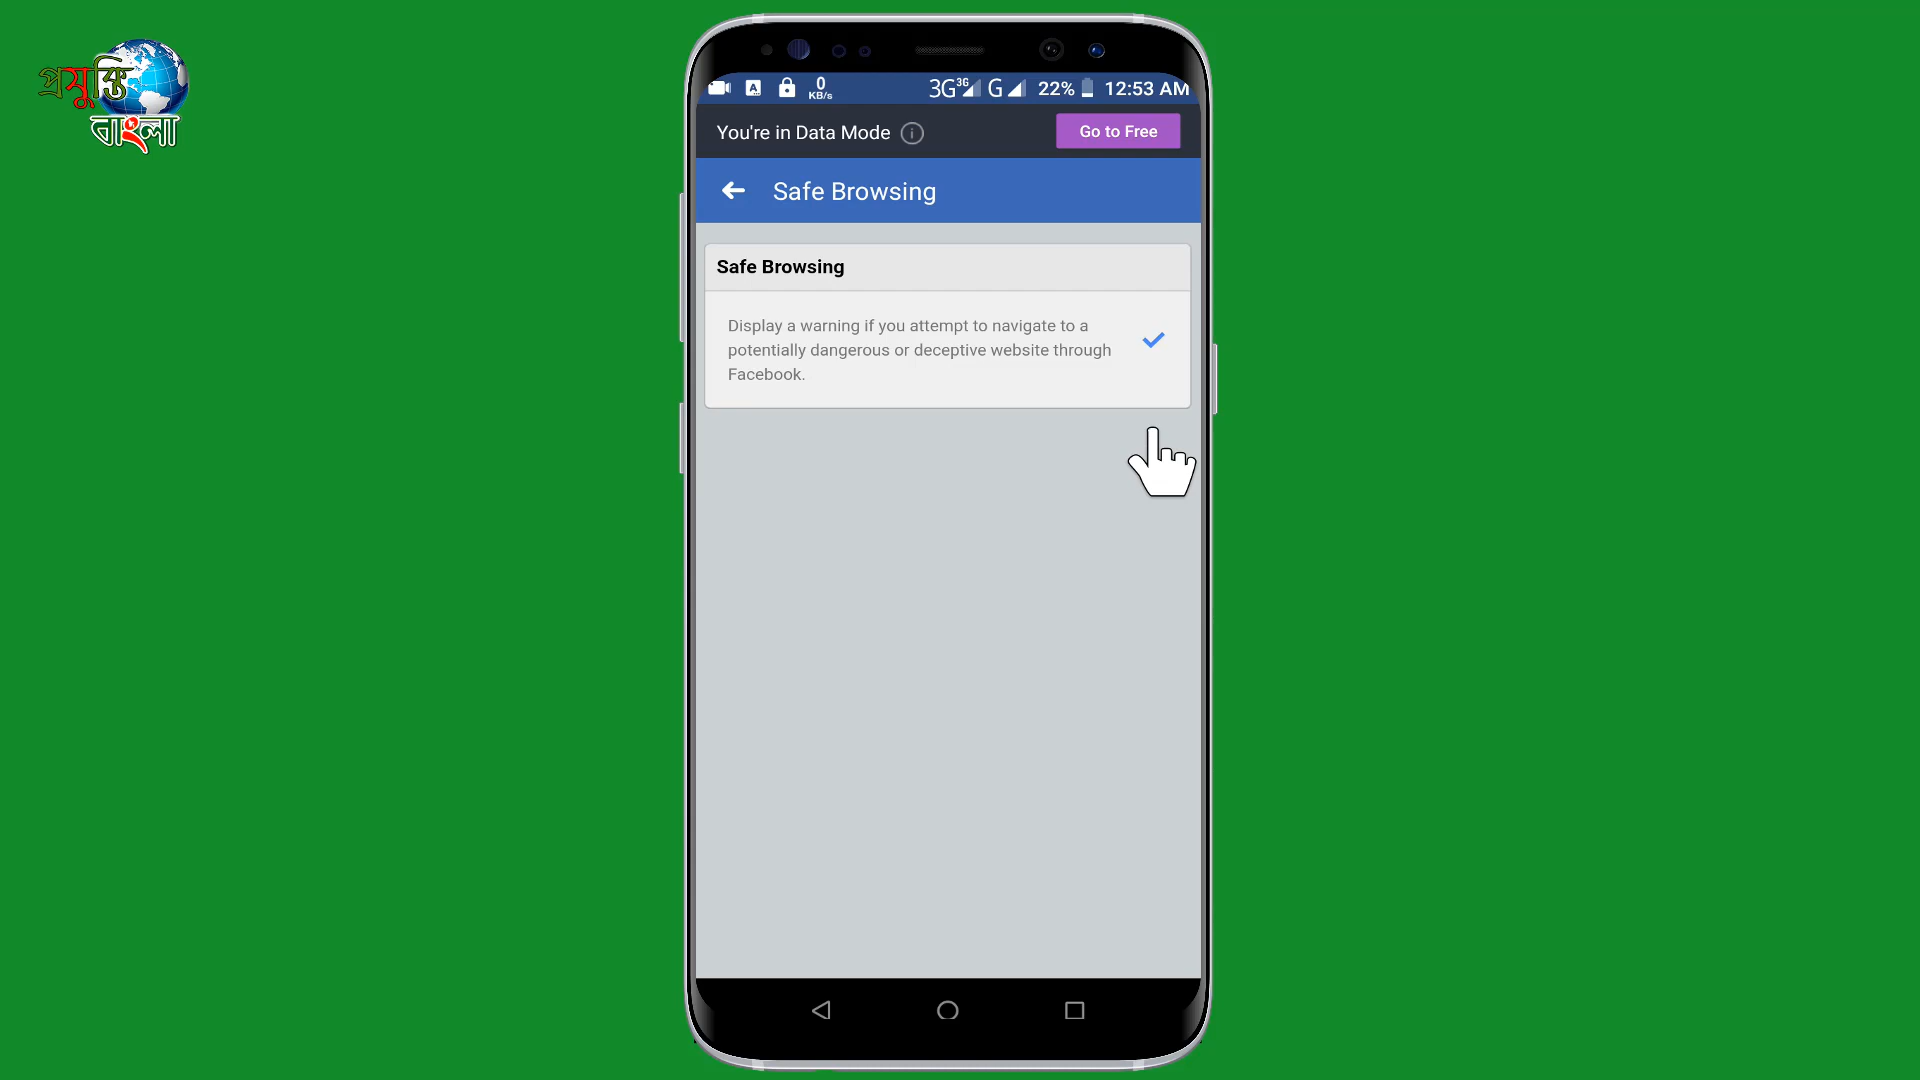 প্রযুক্তি
বাংলা
A
0
KB/s
3G 3G G 22% 12:53 AM
You're in Data Mode
Go to Free
Safe Browsing
Safe Browsing
Display a warning if you attempt to navigate to a
potentially dangerous or deceptive website through
Facebook.